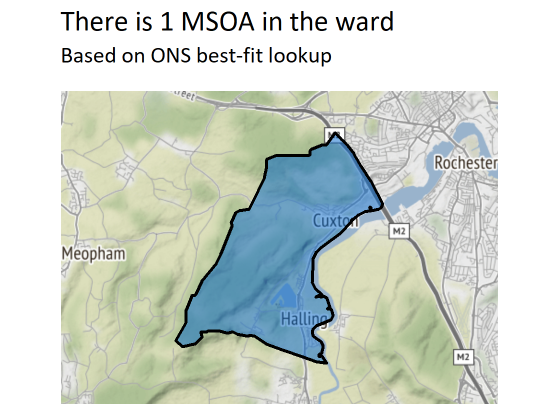 There is 1 MSOA in the ward
Based on ONS best-fit lookup
reet
Rochester
Cuxton
M2
Meopham
Halling
M2